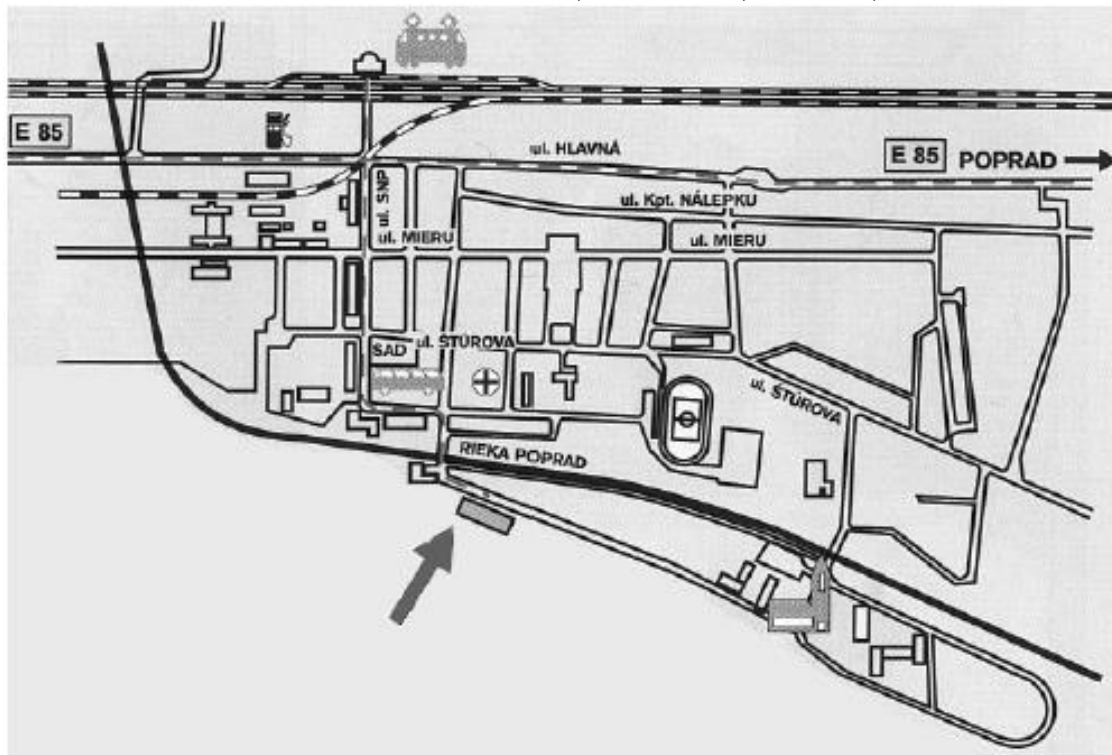 E 85
ul. HLAVNÁ
E 85
POPRAD
ul. SNP
ul. Kpt. NÁLEPKU
ul. MIERU
ul. MIERU
SAD
ul. ŠTÚROVA
ul. ŠTÚROVA
RIEKA POPRAD